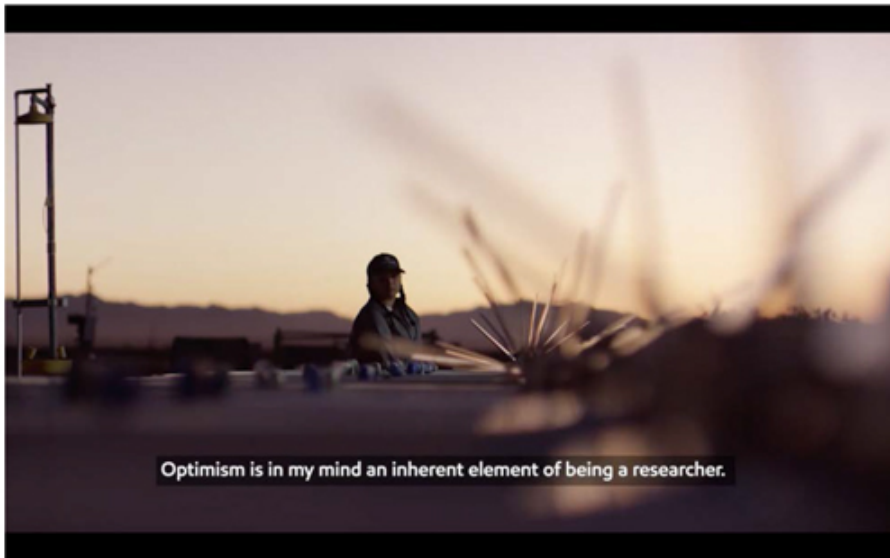 Optimism is in my mind an inherent element of being a researcher.